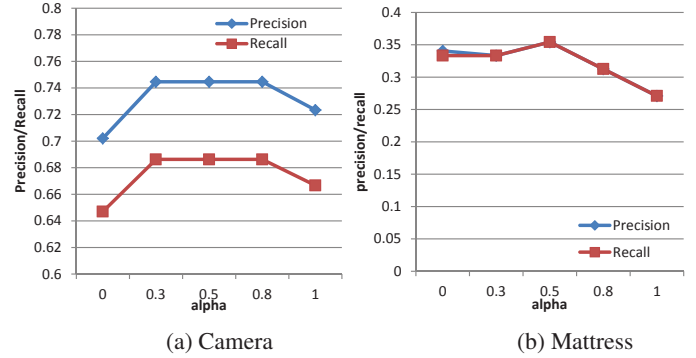 0.8
0.78
0.76
0.74
0.72
0.7
0.68
0.66
0.64
0.62
0.6
Precision/Recall
Precision
Recall
0 0.3 0.5 0.8 1
alpha
(a) Camera
0.4
0.35
0.3
0.25
0.2
0.15
0.1
0.05
0
precision/recall
Precision
Recall
0 0.3 0.5 0.8 1
alpha
(b) Mattress